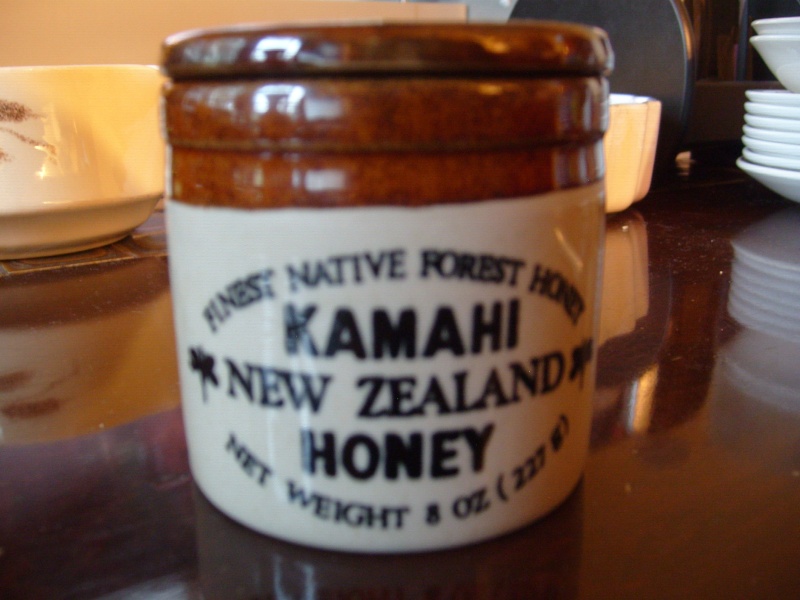 FINEST NATIVE FOREST HONEY
KAMAHI
NEW ZEALAND
HONEY
NET WEIGHT 8 OZ (227 g)